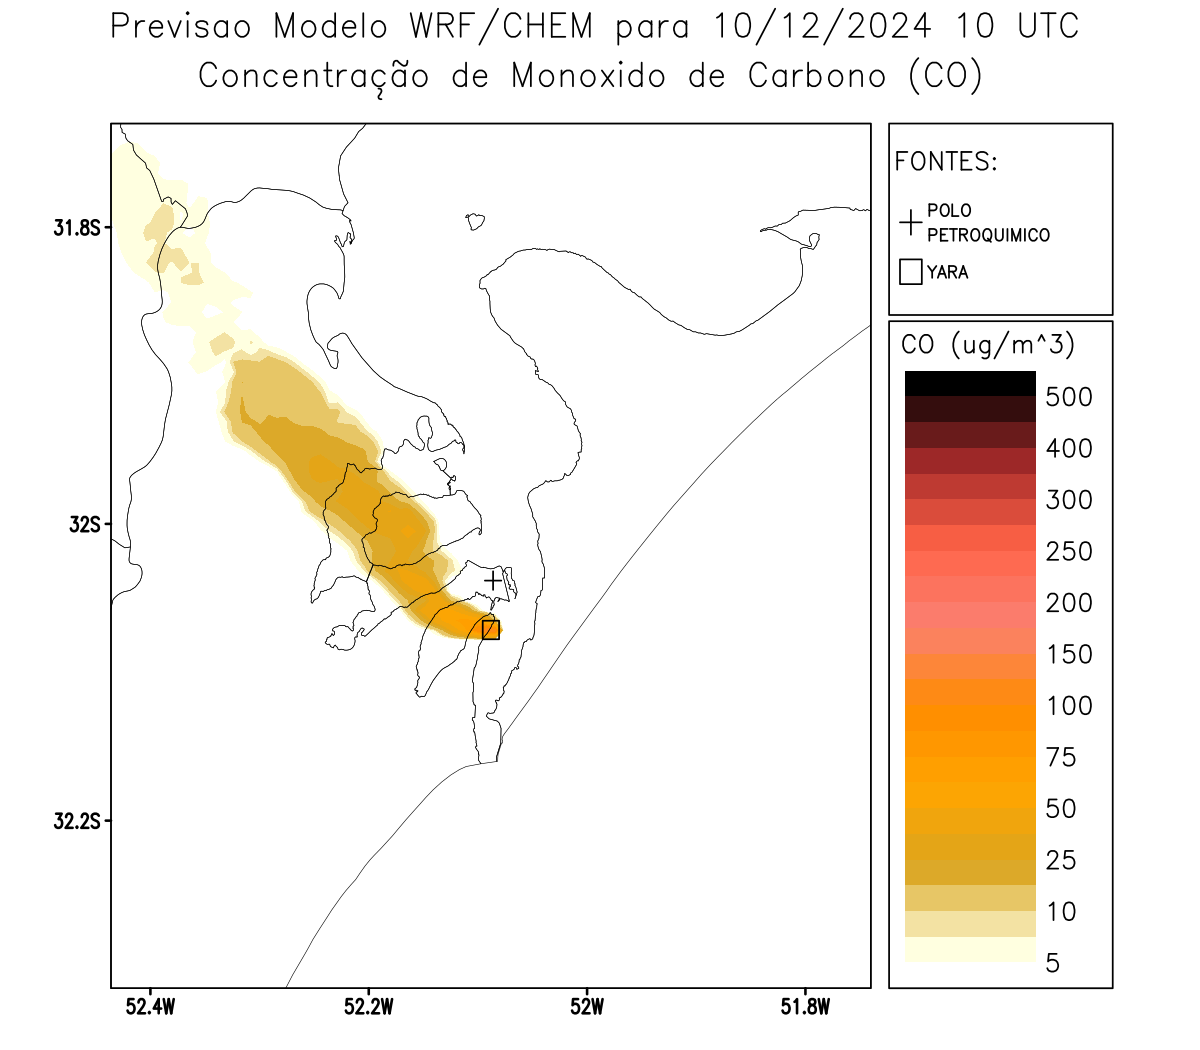 Previsao Modelo WRF/CHEM para 10/12/2024 10 UTC
Concentração de Monoxido de Carbono (CO)
FONTES:
POLO
PETROQUIMICO
YARA
CO (ug/m^3)
500
400
300
250
200
150
100
75
50
25
10
5
31.8S
32S
32.2S
52.4W
52.2W
52W
51.8W